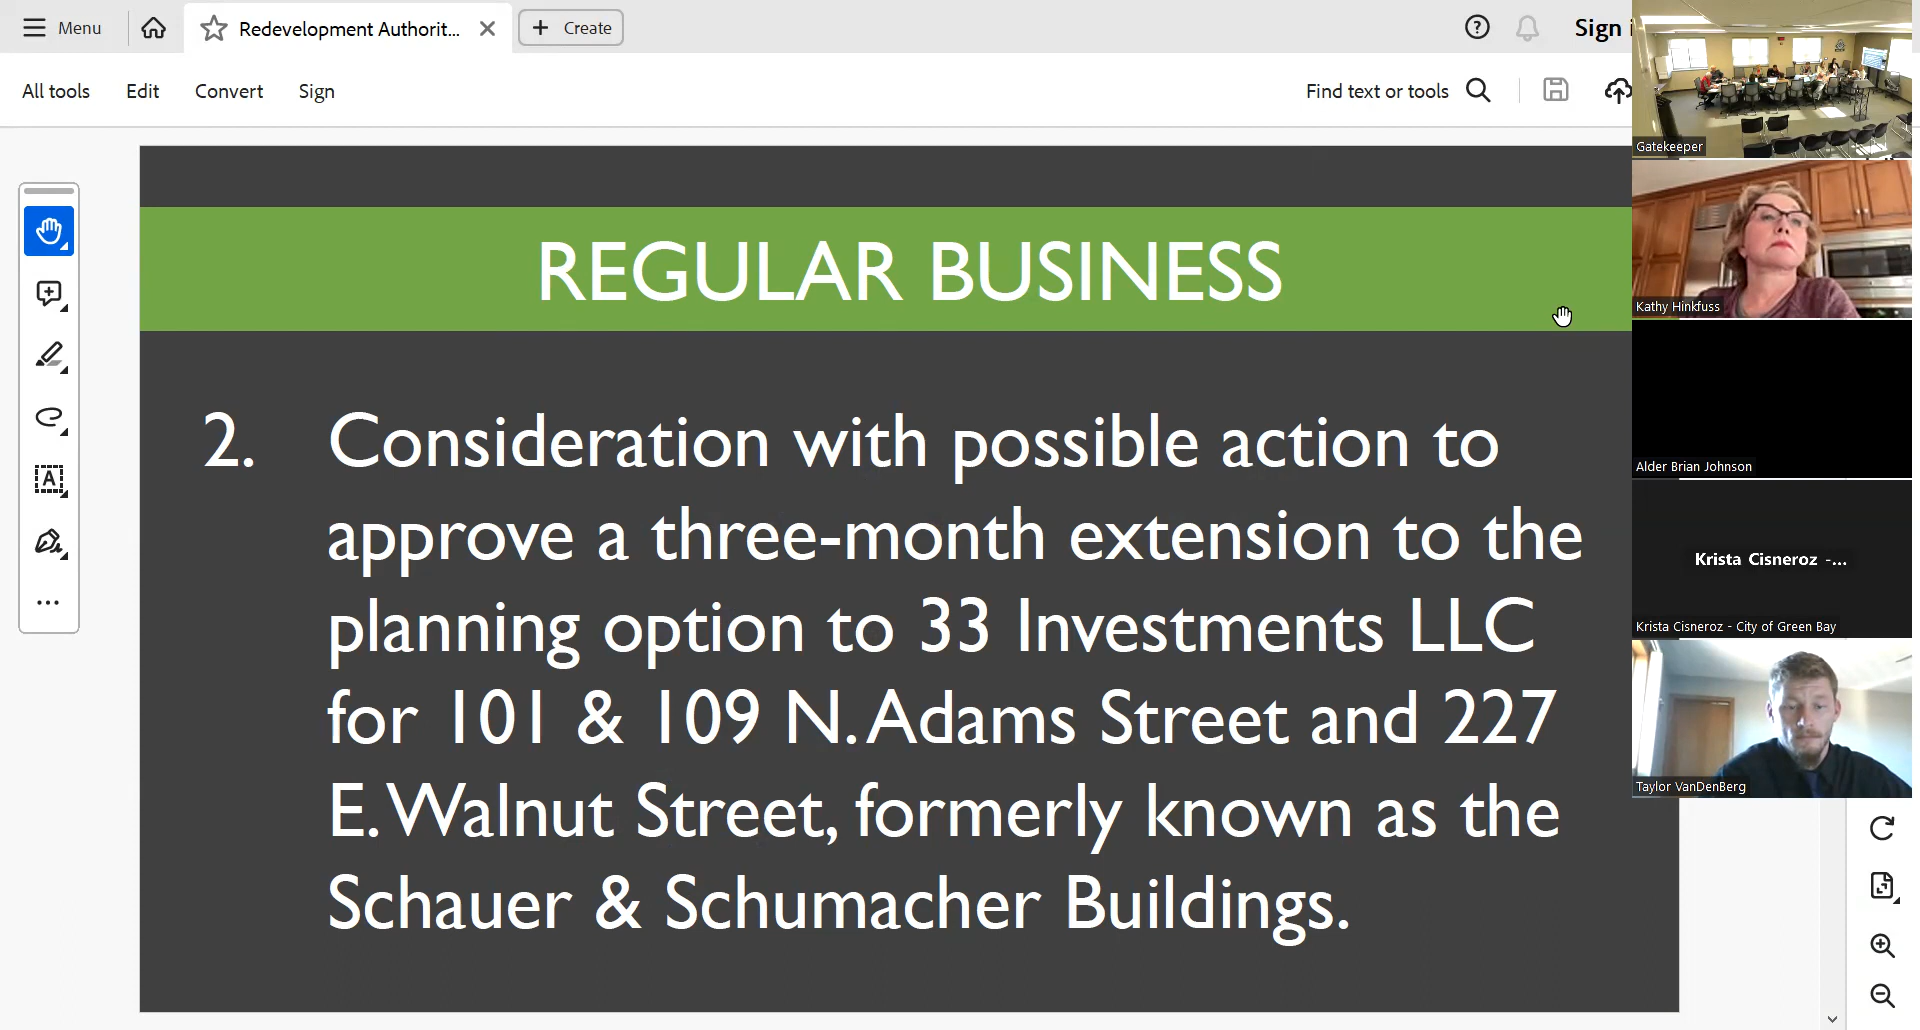 Menu
Redevelopment Authorit...
Create
Sign i
All tools
Edit
Convert
Sign
Find text or tools
REGULAR BUSINESS
2. Consideration with possible action to
approve a three-month extension to the
planning option to 33 Investments LLC
for 101 & 109 N. Adams Street and 227
E. Walnut Street, formerly known as the
Schauer & Schumacher Buildings.
Gatekeeper
Kathy Hinkfuss
Alder Brian Johnson
Krista Cisneroz -...
Krista Cisneroz - City of Green Bay
Taylor VanDenBerg